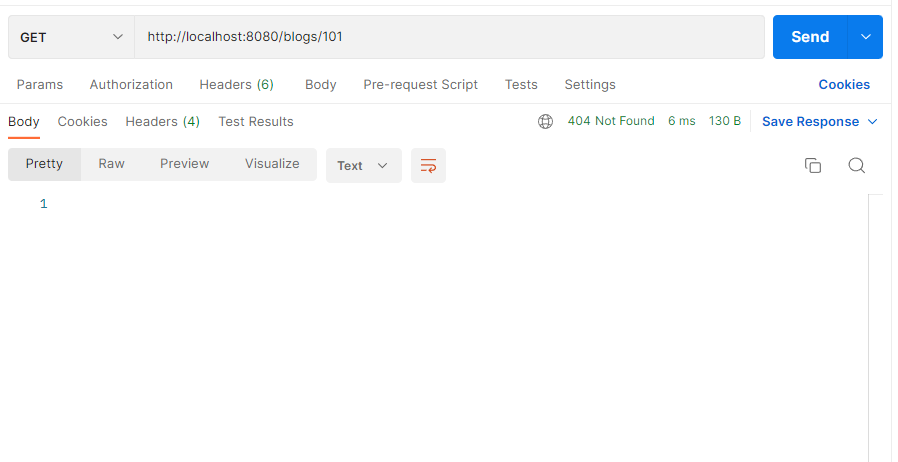 GET http://localhost:8080/blogs/101 Send
Params Authorization Headers (6) Body Pre-request Script Tests Settings Cookies
Body Cookies Headers (4) Test Results 404 Not Found 6 ms 130 B Save Response
Pretty Raw Preview Visualize Text
1